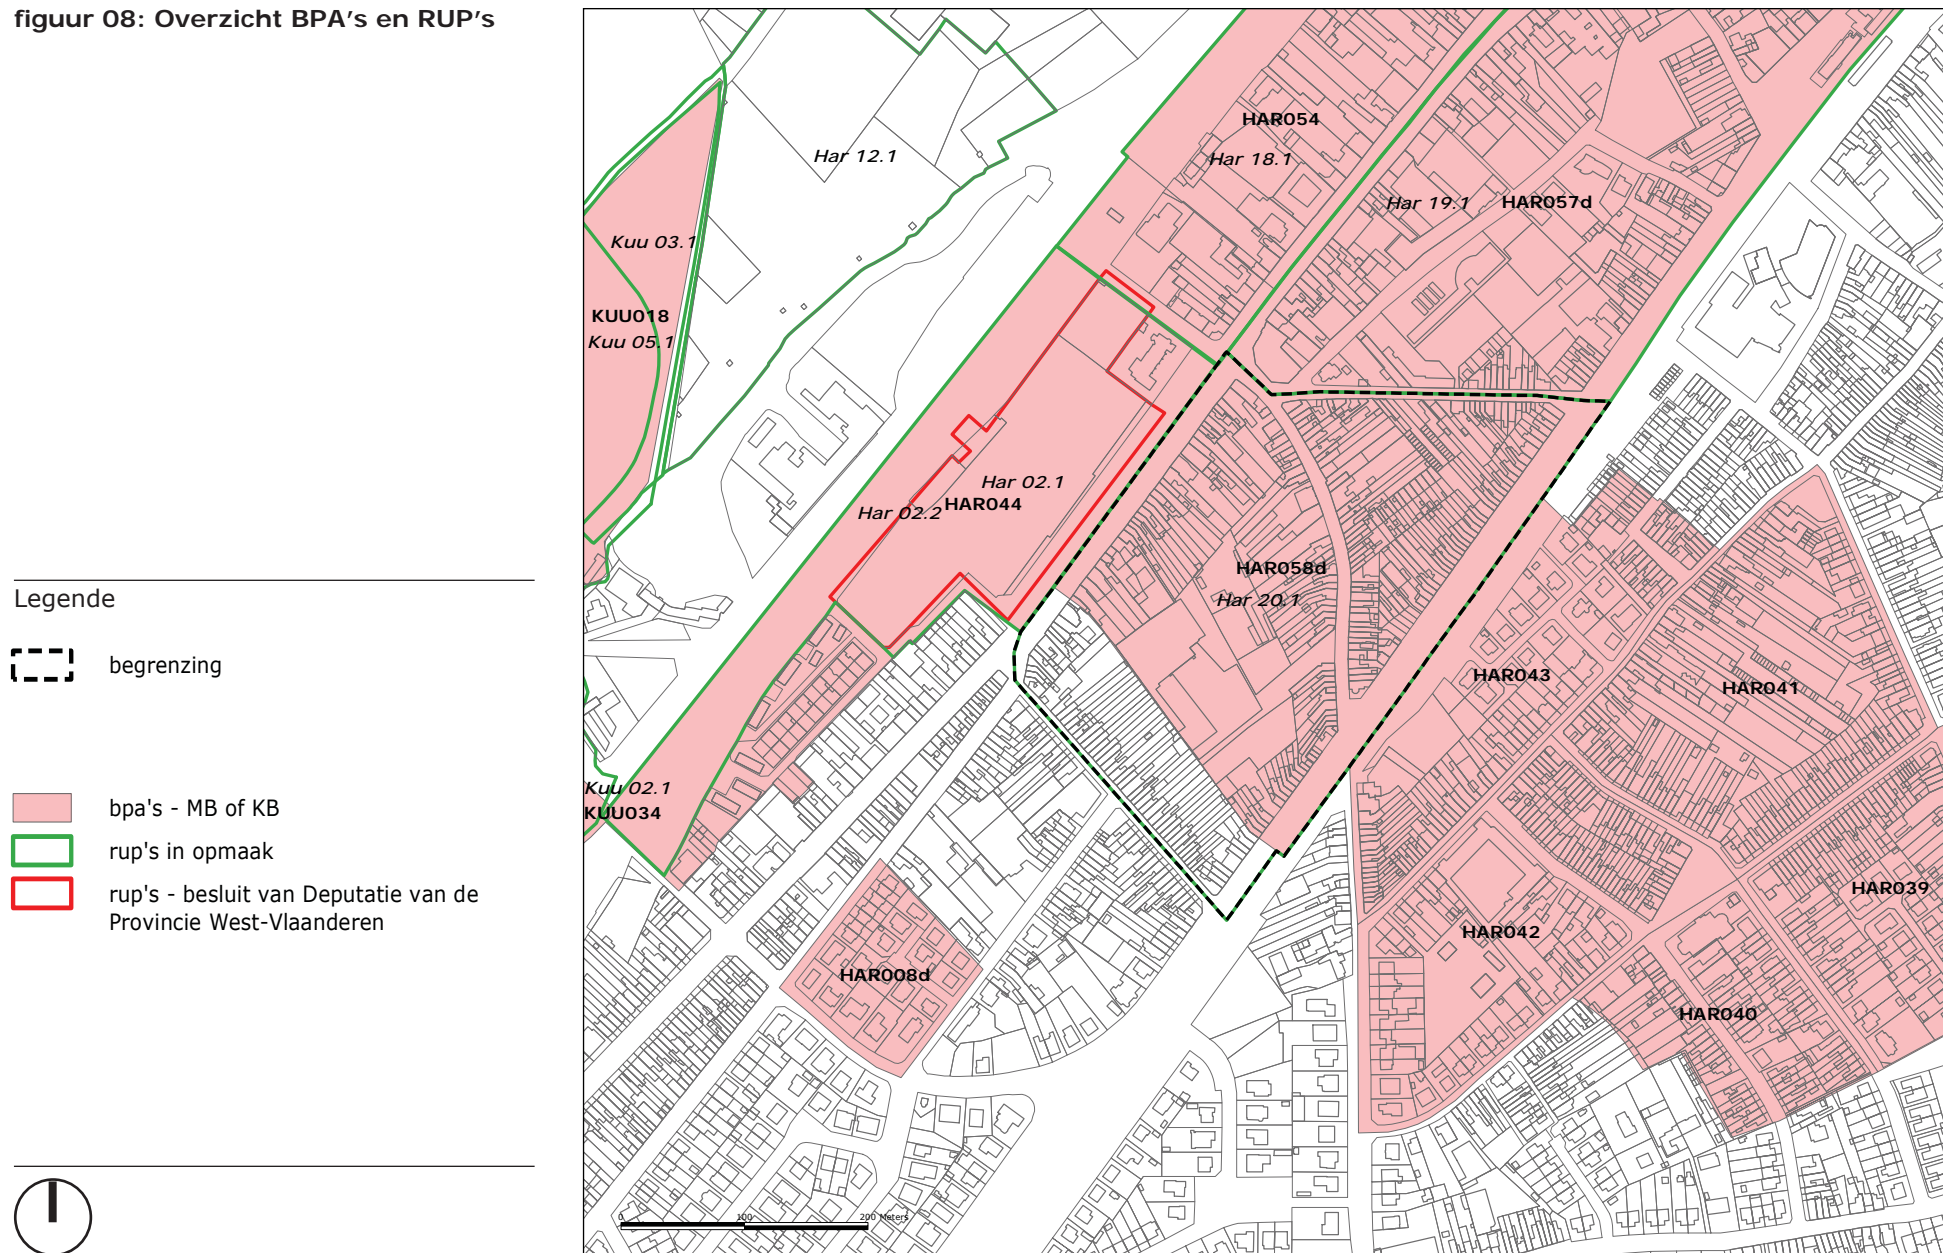 figuur 08: Overzicht BPA's en RUP's
Legende
begrenzing
bpa's - MB of KB
rup's in opmaak
rup's - besluit van Deputatie van de
Provincie West-Vlaanderen
HAR054
Har 12.1
Har 18.1
Har 19.1
HAR057d
Kuu 03.1
KUU018
Kuu 05.1
Har 02.1
HAR044
Har 02.2
HAR058d
Har 20.1
HAR043
HAR041
Kuu 02.1
KUU034
HAR039
HAR042
HAR008d
HAR040
0 100 200 Meters